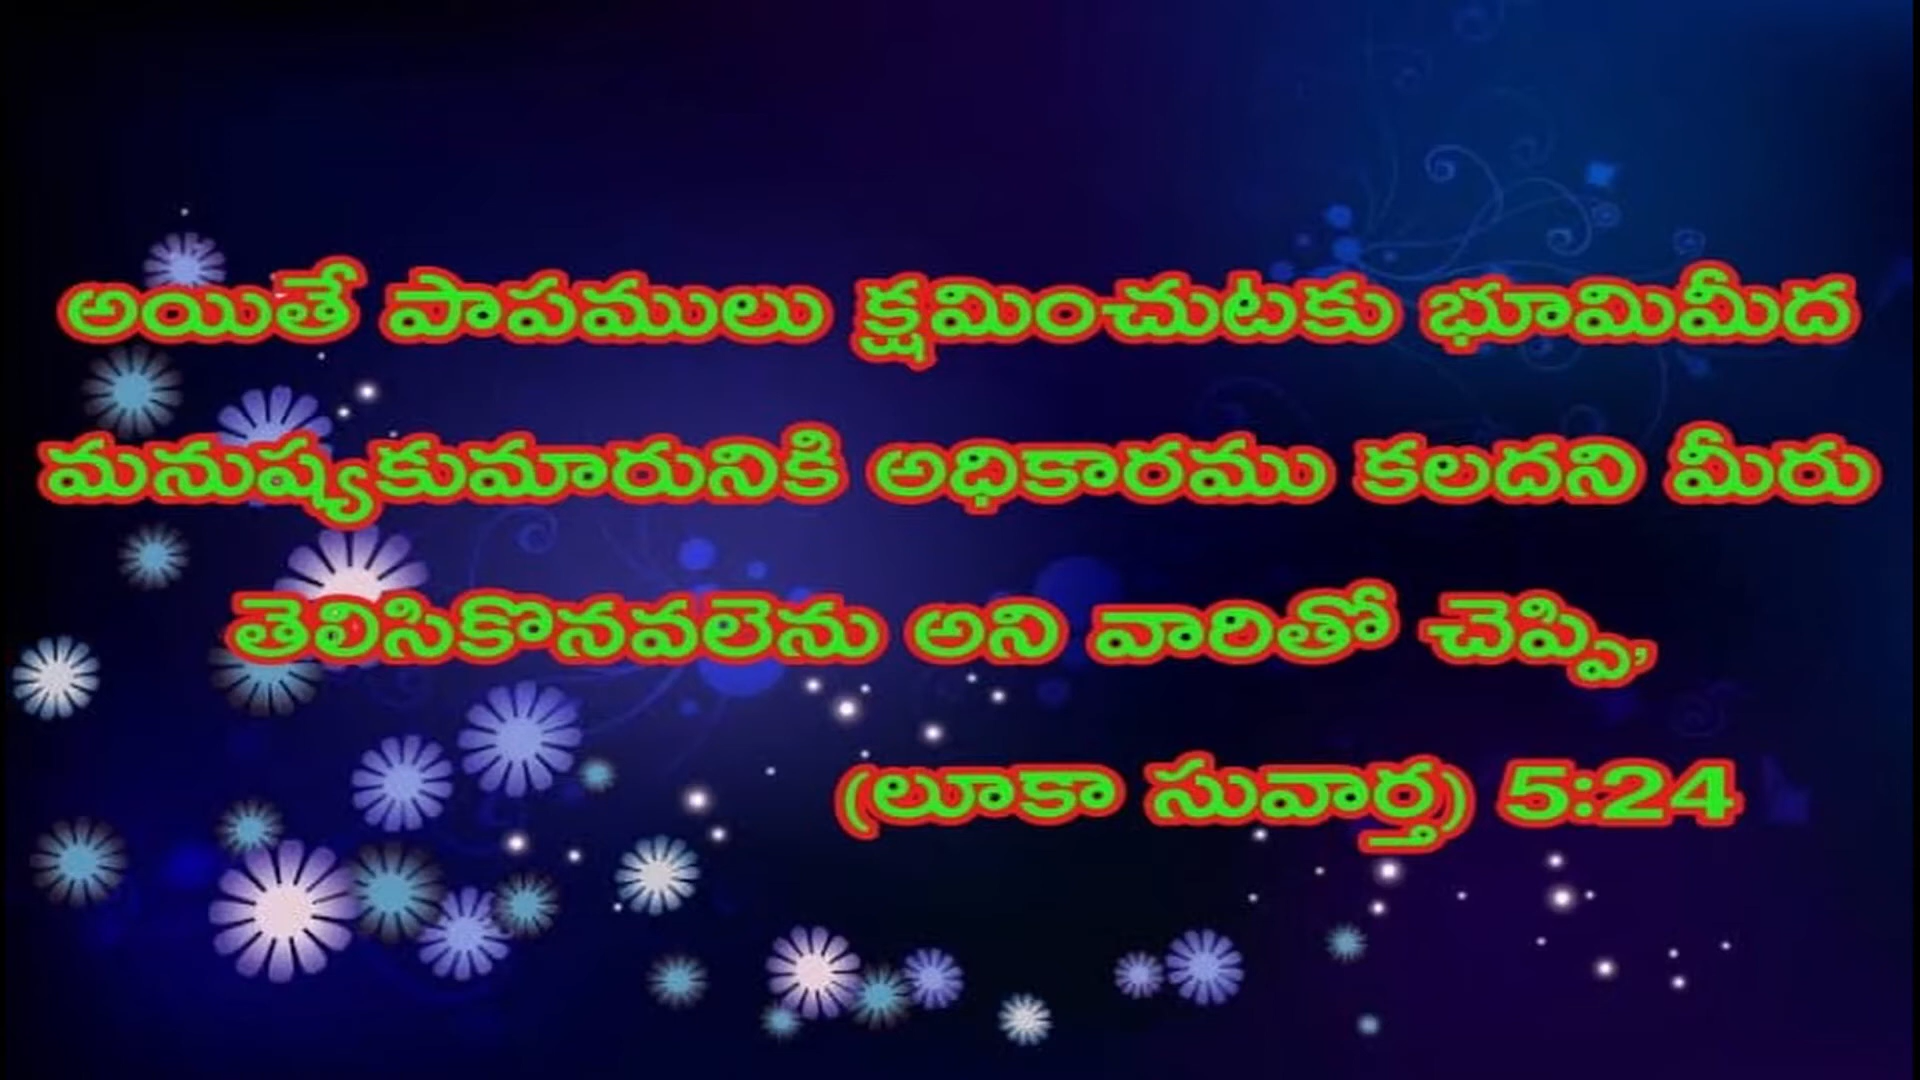 అయితే పాపములు క్షమించుటకు భూమిమీద
మనుష్యకుమారునికి అధికారము కలదని మీరు
తెలిసికొనవలెను అని వారితో చెప్పి,
(లూకా సువార్త) 5:24